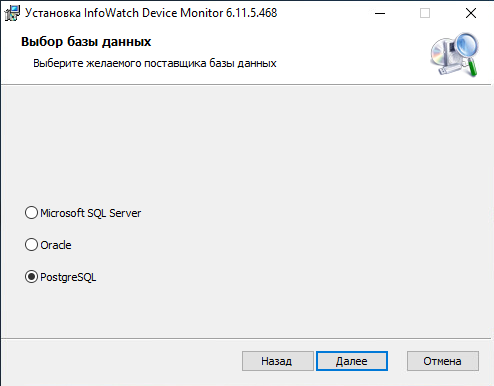 Установка InfoWatch Device Monitor 6.11.5.468
Выбор базы данных
Выберите желаемого поставщика базы данных
Microsoft SQL Server
Oracle
PostgreSQL
Назад
Далее
Отмена